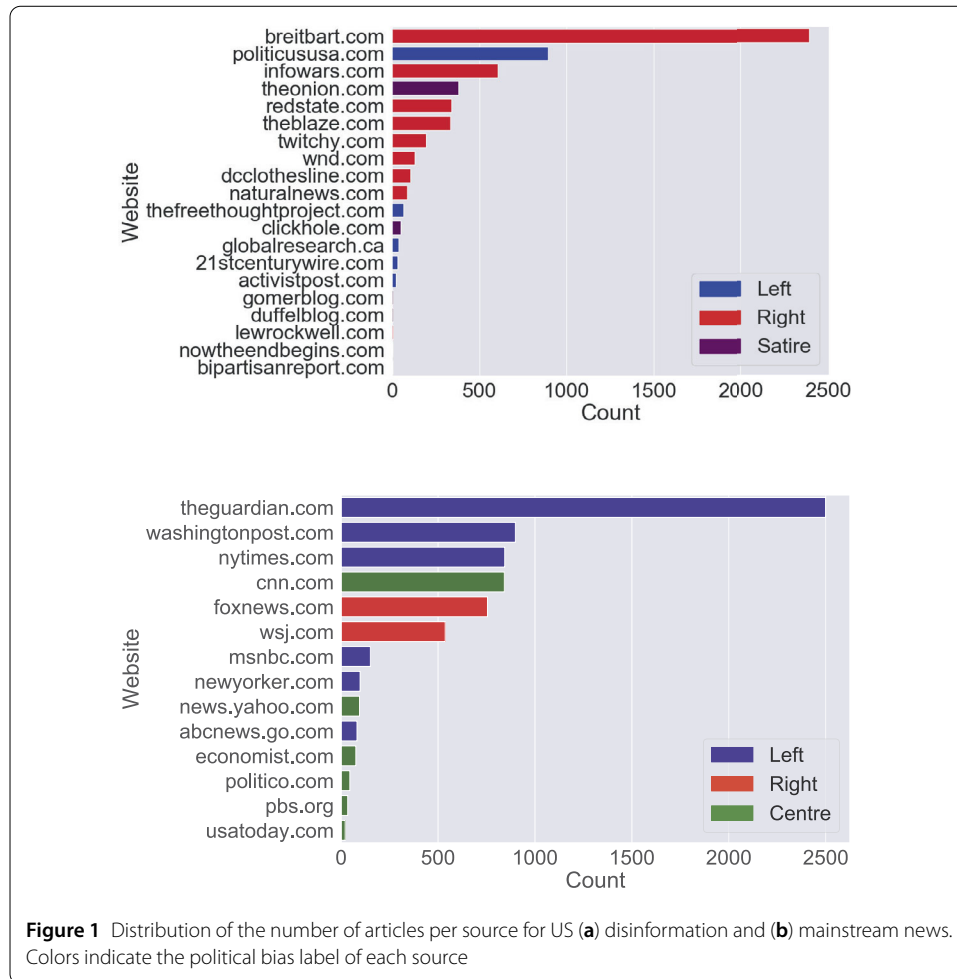 breitbart.com
politicususa.com
infowars.com
theonion.com
redstate.com
theblaze.com
twitchy.com
wnd.com
dcclothesline.com
naturalnews.com
thefreethoughtproject.com
clickhole.com
globalresearch.ca
21stcenturywire.com
activistpost.com
gomerblog.com
duffelblog.com
lewrockwell.com
nowtheendbegins.com
bipartisanreport.com
Website
Left
Right
Satire
0 500 1000 1500 2000 2500
Count
theguardian.com
washingtonpost.com
nytimes.com
cnn.com
foxnews.com
wsj.com
msnbc.com
newyorker.com
news.yahoo.com
abcnews.go.com
economist.com
politico.com
pbs.org
usatoday.com
Website
Left
Right
Centre
0 500 1000 1500 2000 2500
Count
Figure 1 Distribution of the number of articles per source for US (a) disinformation and (b) mainstream news.
Colors indicate the political bias label of each source